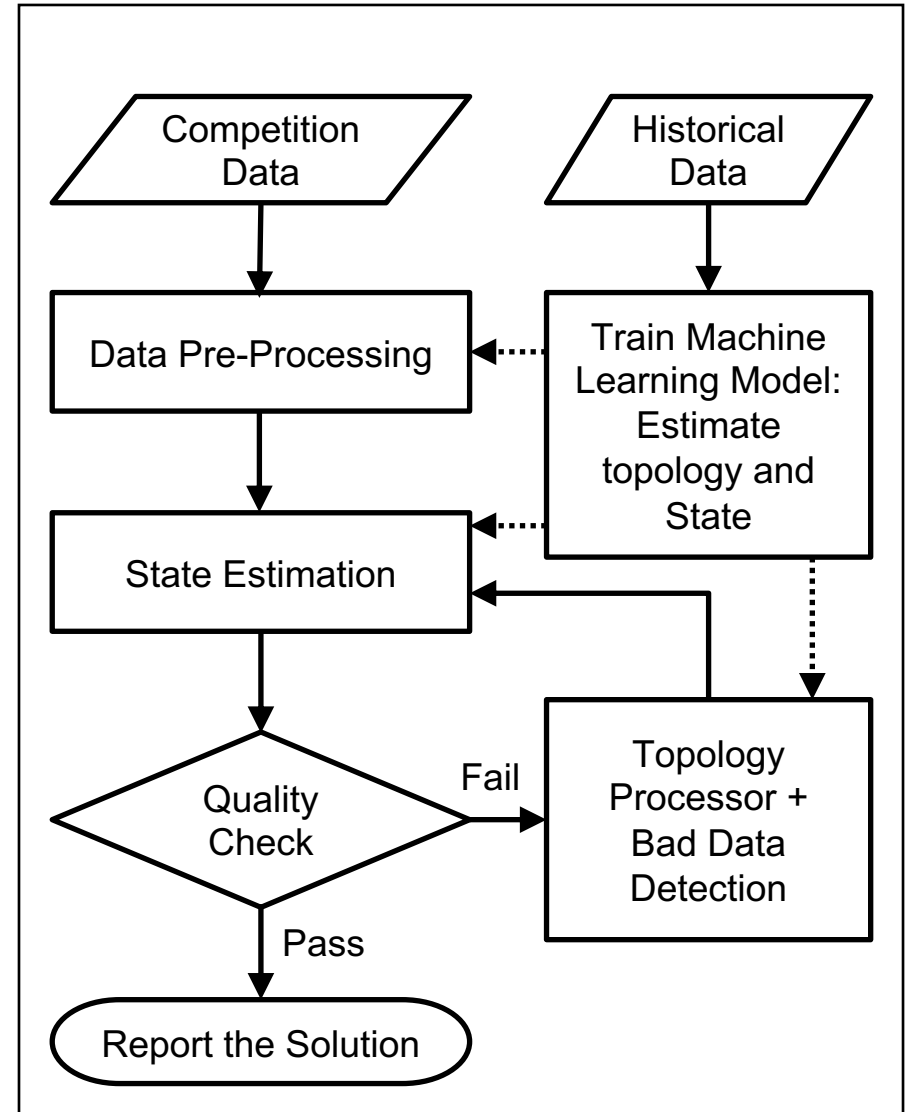 Competition
Data
Historical
Data
Data Pre-Processing
Train Machine
Learning Model:
Estimate
topology and
State
State Estimation
Quality
Check
Fail
Topology
Processor +
Bad Data
Detection
Pass
Report the Solution